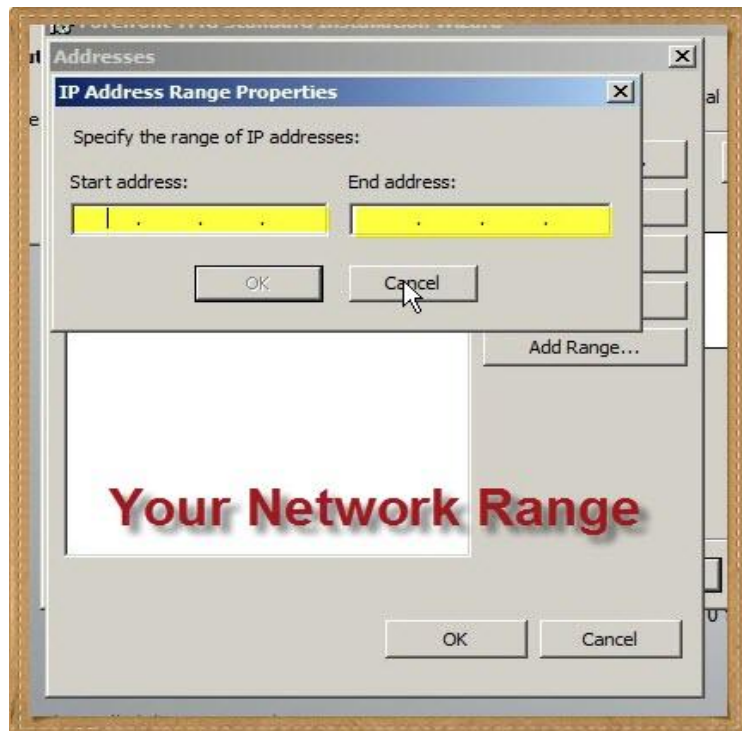 Addresses
IP Address Range Properties
Specify the range of IP addresses:
Start address:
End address:
OK
Cancel
Add Range...
Your Network Range
OK
Cancel